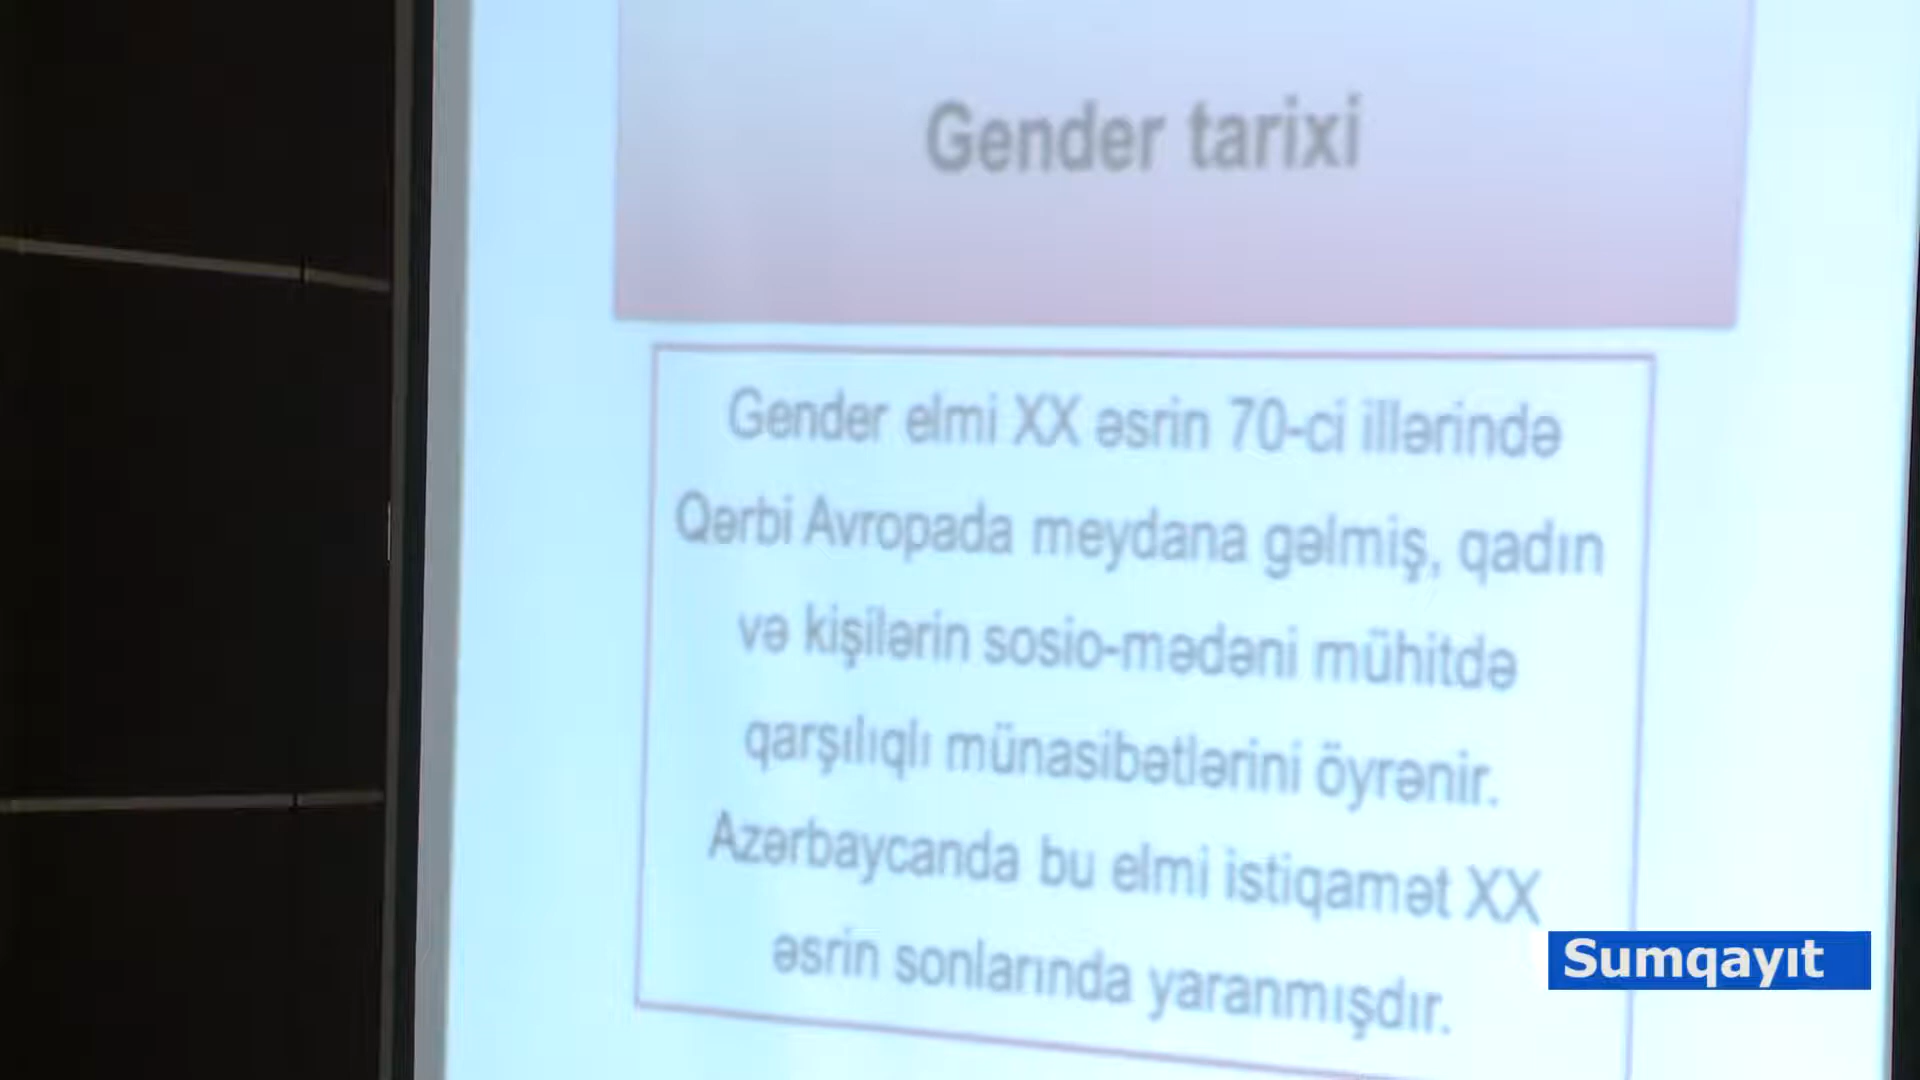 Gender tarixi
Gender elmi XX əsrin 70-ci illərində
Qərbi Avropada meydana gəlmiş, qadın
və kişilərin sosio-mədəni mühitdə
qarşılıqlı münasibətlərini öyrənir.
Azərbaycanda bu elmi istiqamət XX
əsrin sonlarında yaranmışdır.
Sumqayıt